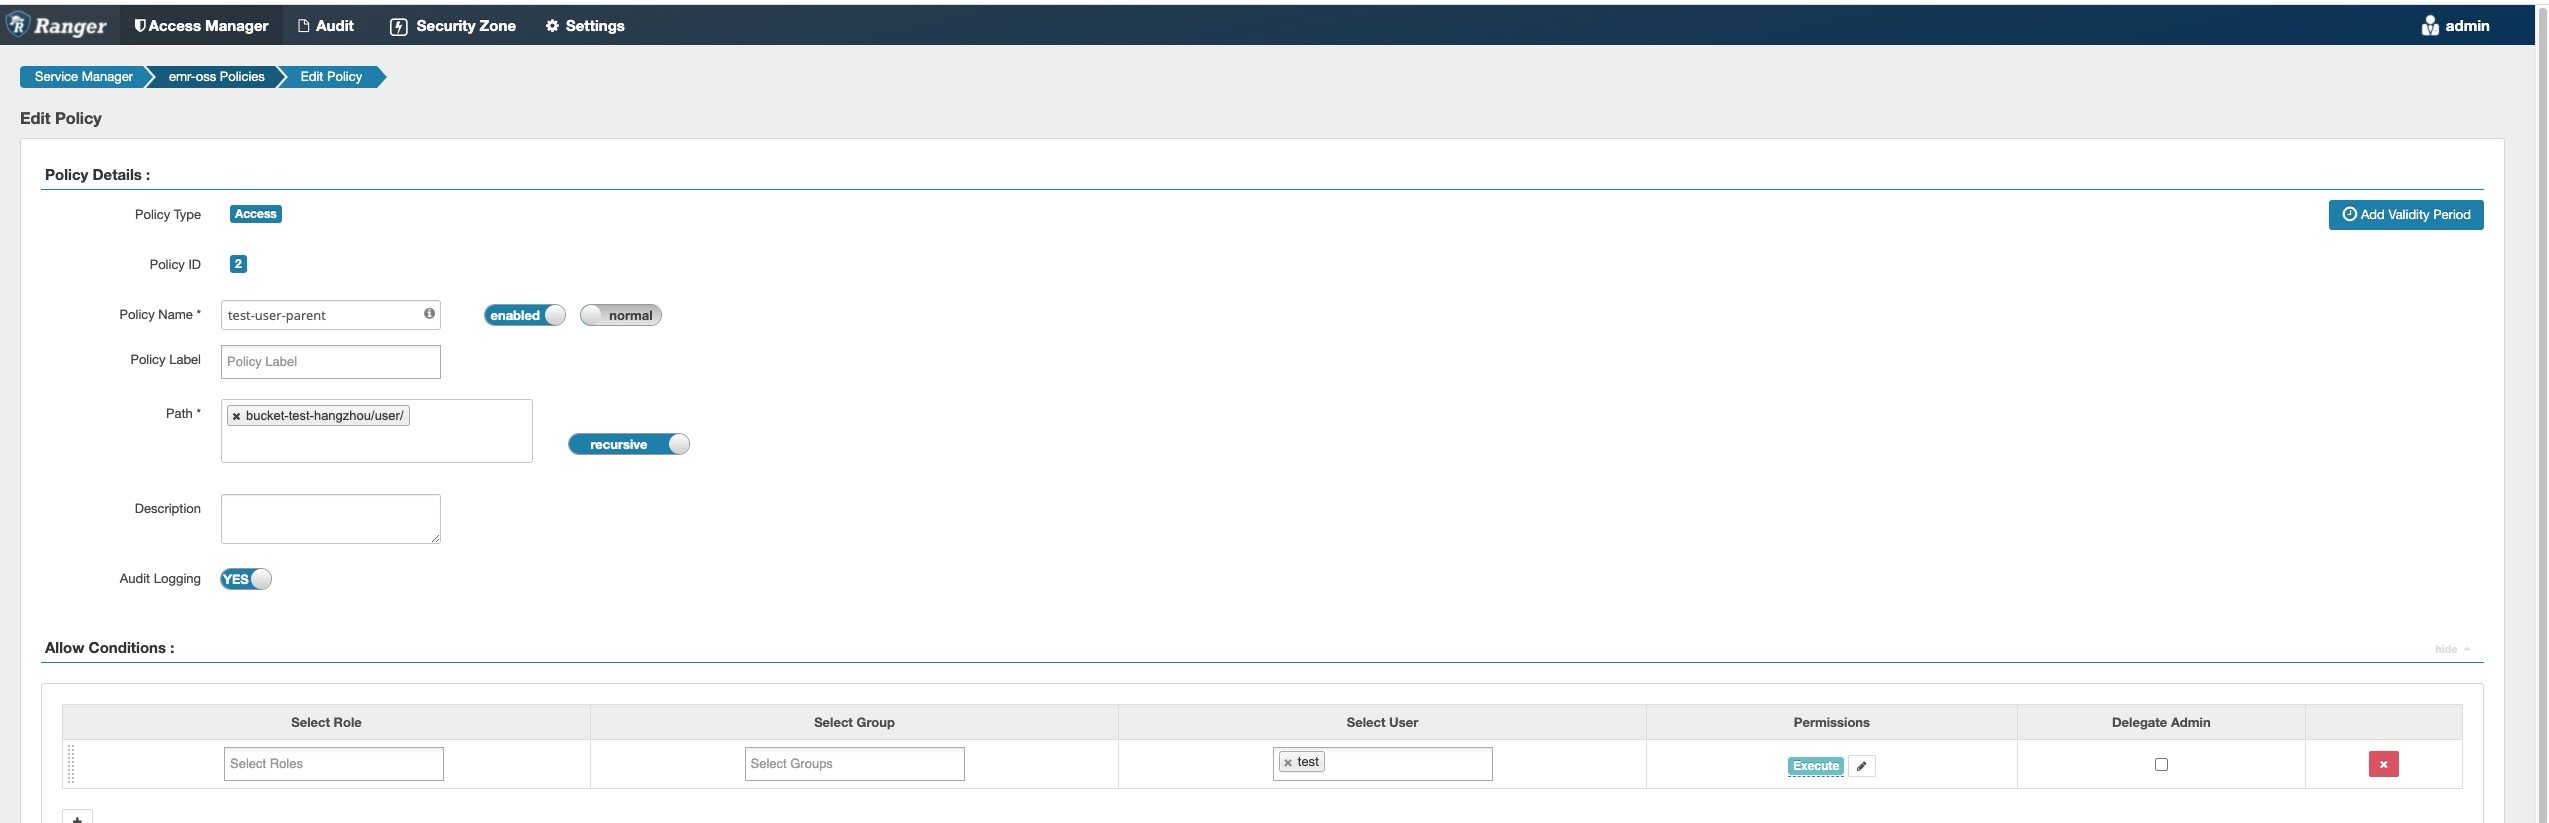 Ranger Access Manager Audit Security Zone Settings admin
Service Manager emr-oss Policies Edit Policy
Edit Policy
Policy Details :
Policy Type Access Add Validity Period
Policy ID 2
Policy Name * test-user-parent enabled normal
Policy Label Policy Label
Path * bucket-test-hangzhou/user/
recursive
Description
Audit Logging YES
Allow Conditions : hide
Select Role Select Group Select User Permissions Delegate Admin
Select Roles Select Groups test Execute